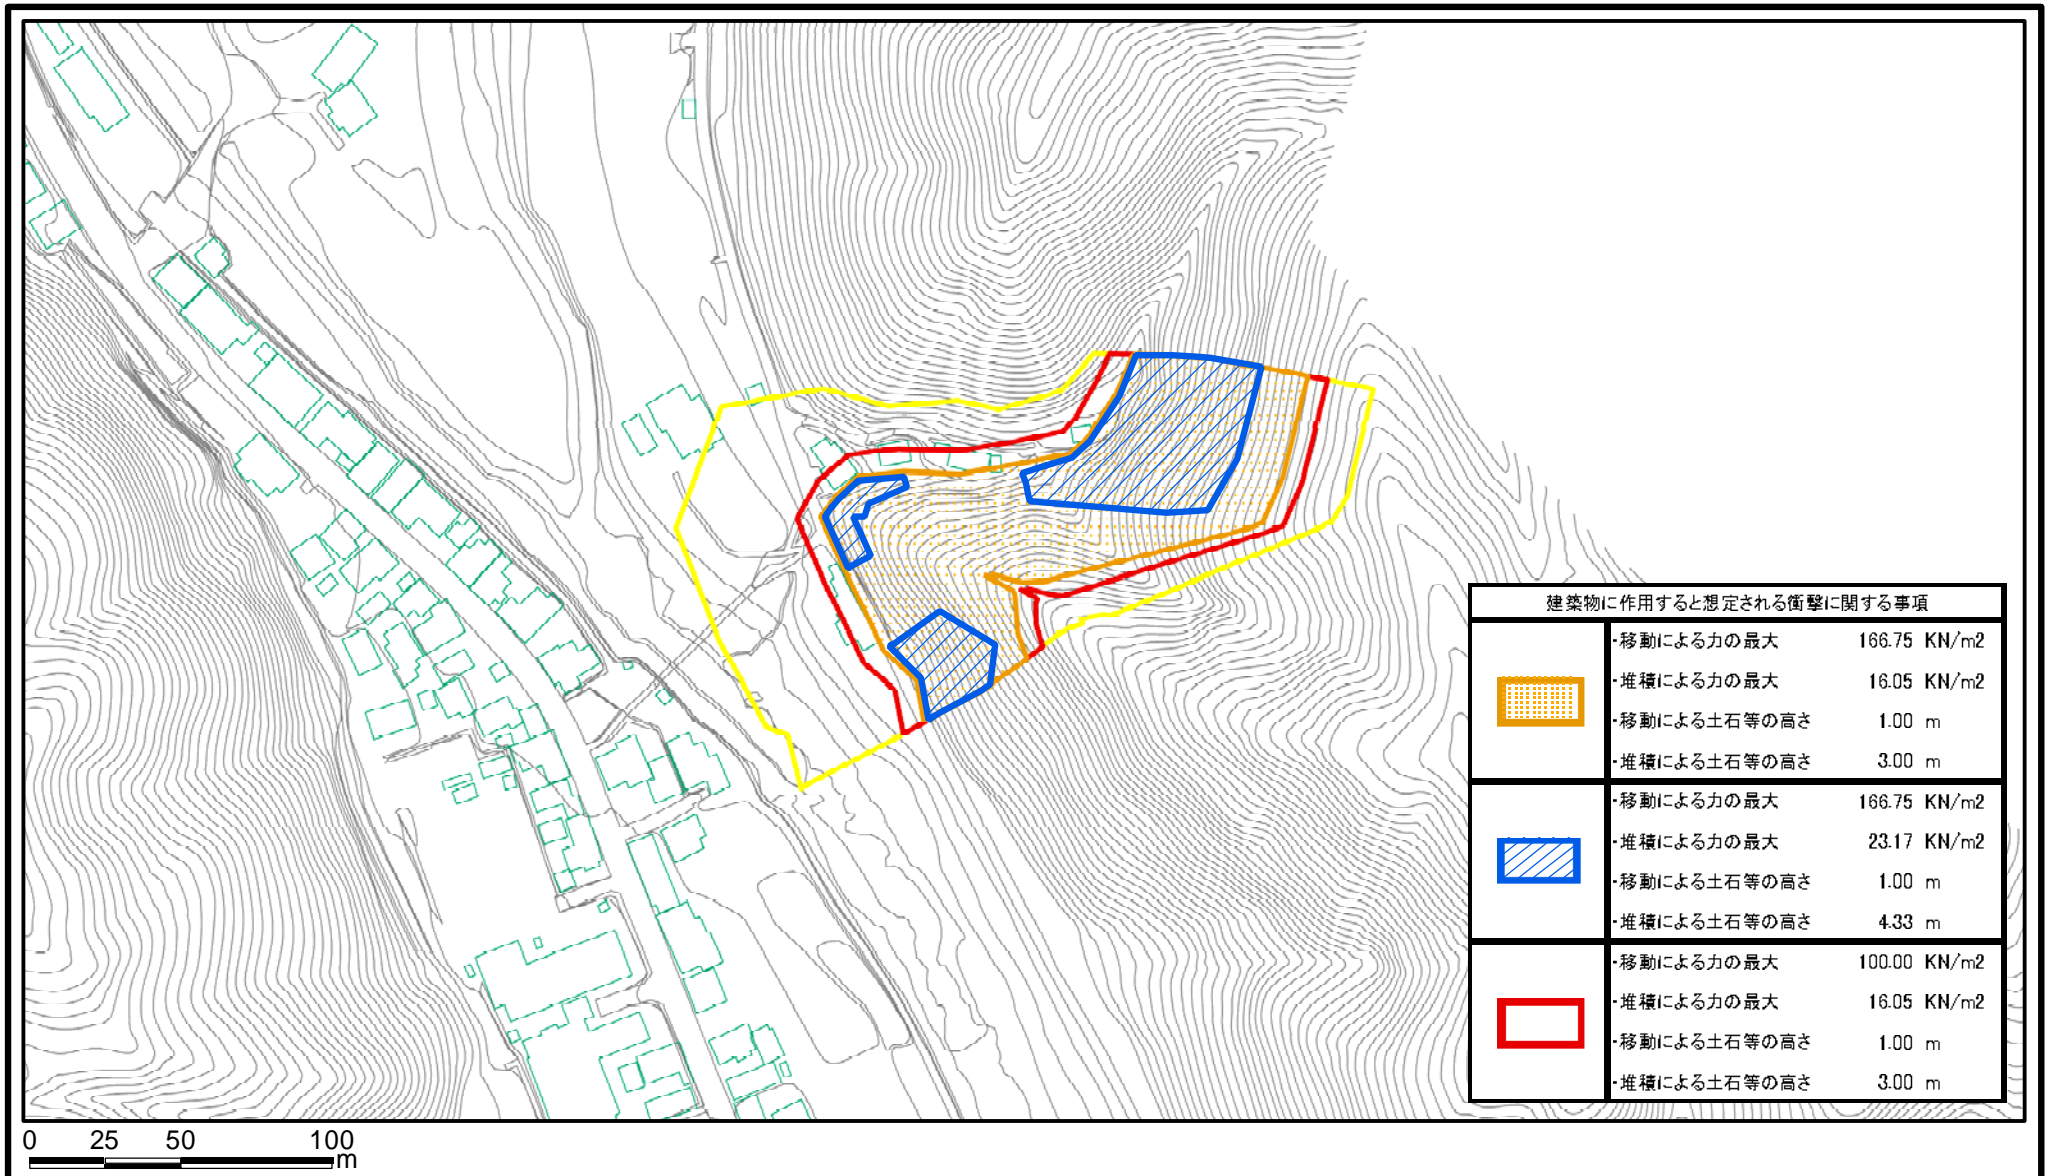 建築物に作用すると想定される衝撃に関する事項
・移動による力の最大 166.75 KN/m2
・堆積による力の最大 16.05 KN/m2
・移動による土石等の高さ 1.00 m
・堆積による土石等の高さ 3.00 m
・移動による力の最大 166.75 KN/m2
・堆積による力の最大 23.17 KN/m2
・移動による土石等の高さ 1.00 m
・堆積による土石等の高さ 4.33 m
・移動による力の最大 100.00 KN/m2
・堆積による力の最大 16.05 KN/m2
・移動による土石等の高さ 1.00 m
・堆積による土石等の高さ 3.00 m
0 25 50 100
m